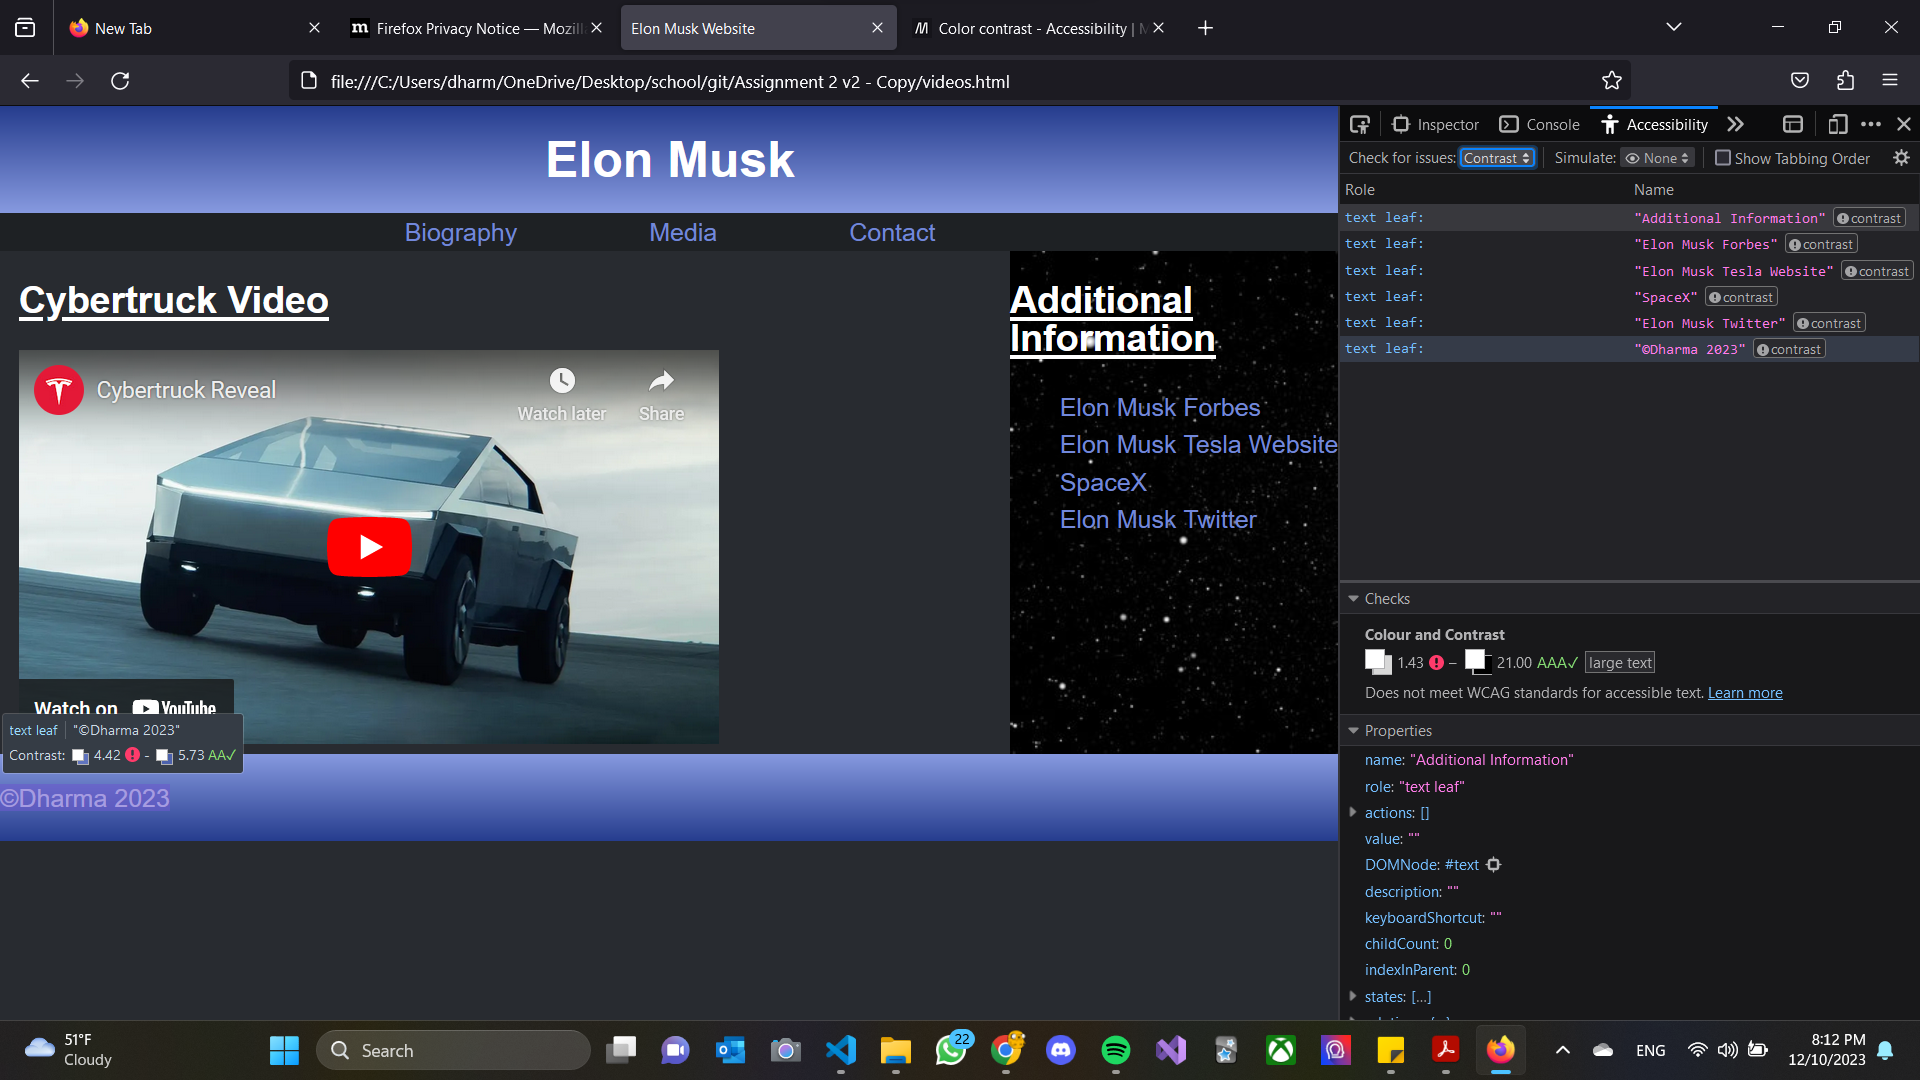 New Tab
Firefox Privacy Notice — Mozill
Elon Musk Website
Color contrast - Accessibility | M
file:///C:/Users/dharm/OneDrive/Desktop/school/git/Assignment 2 v2 - Copy/videos.html
Elon Musk
Biography
Media
Contact
Cybertruck Video
Cybertruck Reveal
Watch later
Share
Watch on YouTube
Additional
Information
Elon Musk Forbes
Elon Musk Tesla Website
SpaceX
Elon Musk Twitter
text leaf "©Dharma 2023"
Contrast: 4.42 - 5.73 AA✓
©Dharma 2023
Inspector
Console
Accessibility
Check for issues: Contrast
Simulate: None
Show Tabbing Order
Role
Name
text leaf: "Additional Information" contrast
text leaf: "Elon Musk Forbes" contrast
text leaf: "Elon Musk Tesla Website" contrast
text leaf: "SpaceX" contrast
text leaf: "Elon Musk Twitter" contrast
text leaf: "©Dharma 2023" contrast
Checks
Colour and Contrast
1.43 – 21.00 AAA✓ large text
Does not meet WCAG standards for accessible text. Learn more
Properties
name: "Additional Information"
role: "text leaf"
actions: []
value: ""
DOMNode: #text
description: ""
keyboardShortcut: ""
childCount: 0
indexInParent: 0
states: […]
51°F
Cloudy
Search
22
ENG
8:12 PM
12/10/2023